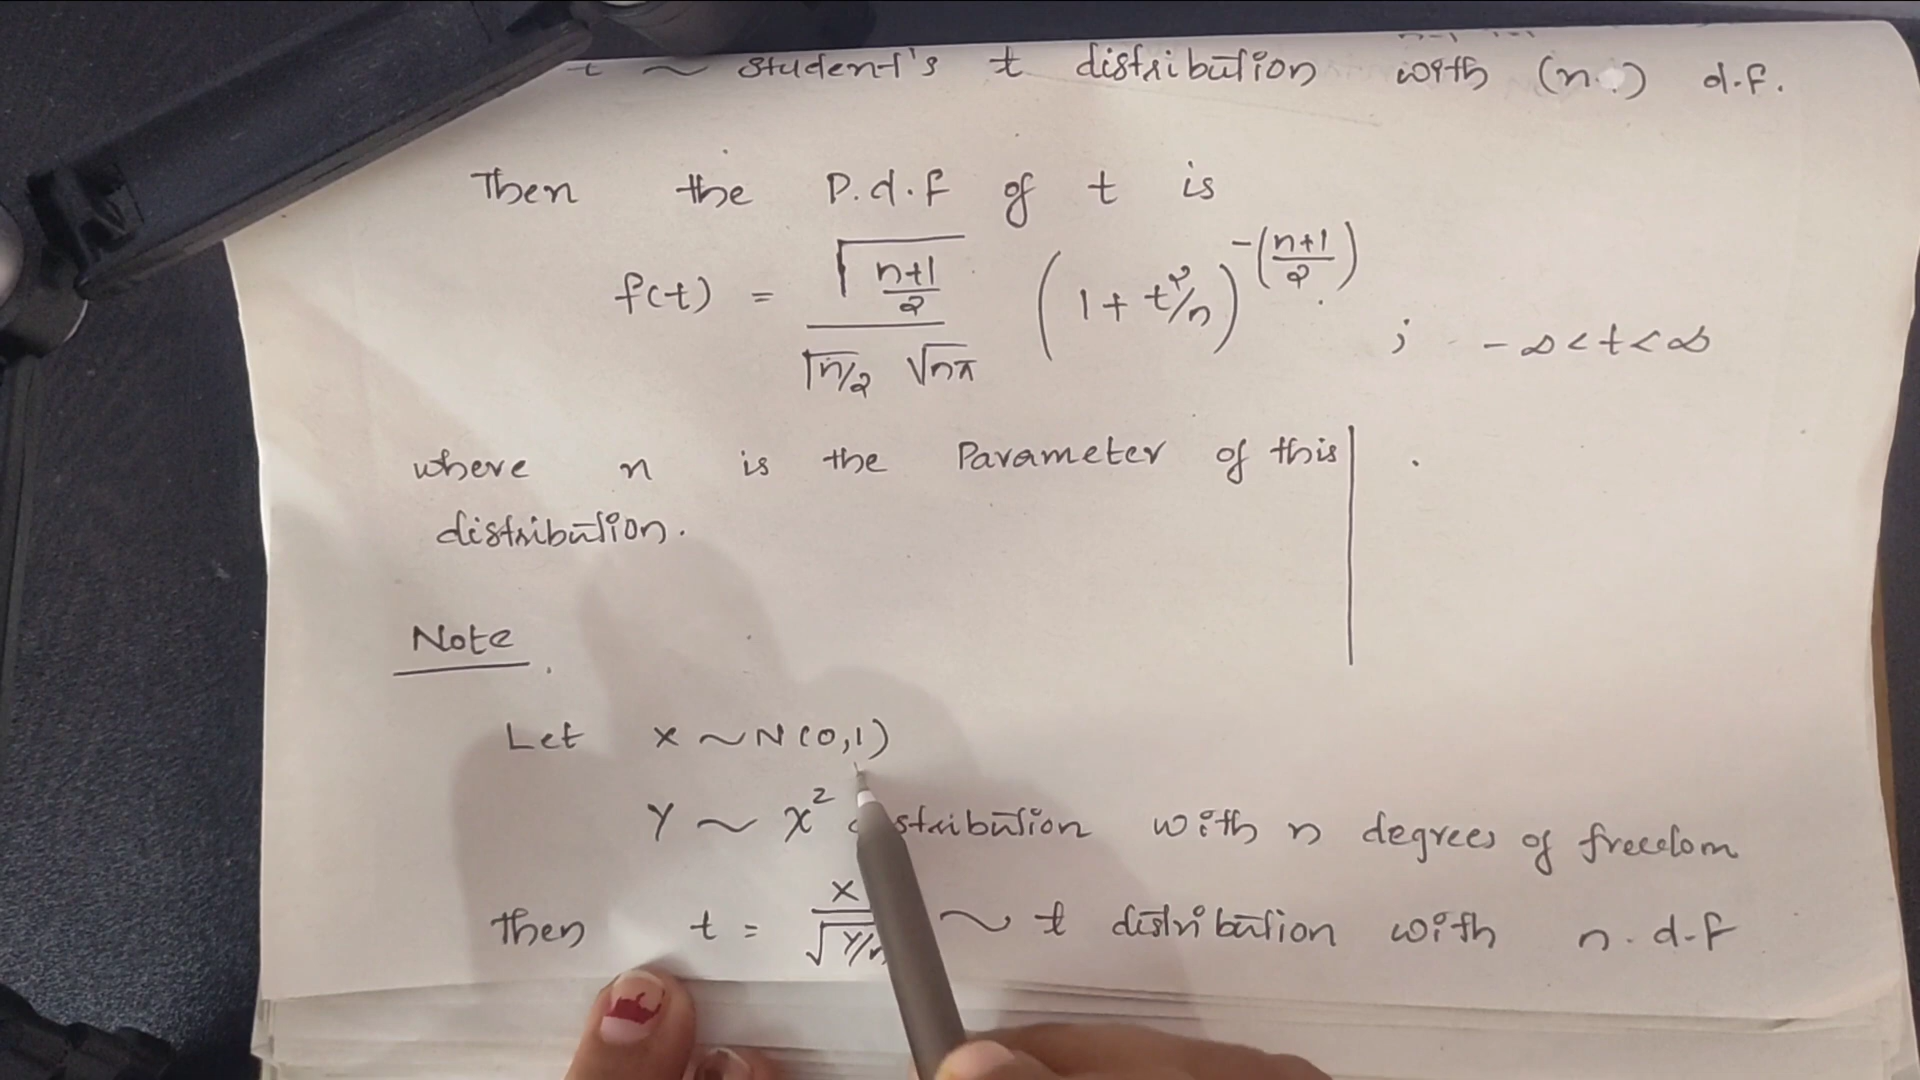 t ~ Student's t distribution with (n ) d.f.
Then the P.d.f of t is
f(t) = Γ(n+1)/2 / (Γn/2 √nπ) (1 + t²/n)^-((n+1)/2) ; -∞<t<∞
where n is the Parameter of this
distribution.
Note
Let x ~ N(0,1)
Y ~ χ² distribution with n degrees of freedom
then t = x/√Y/n ~ t distribution with n.d.f